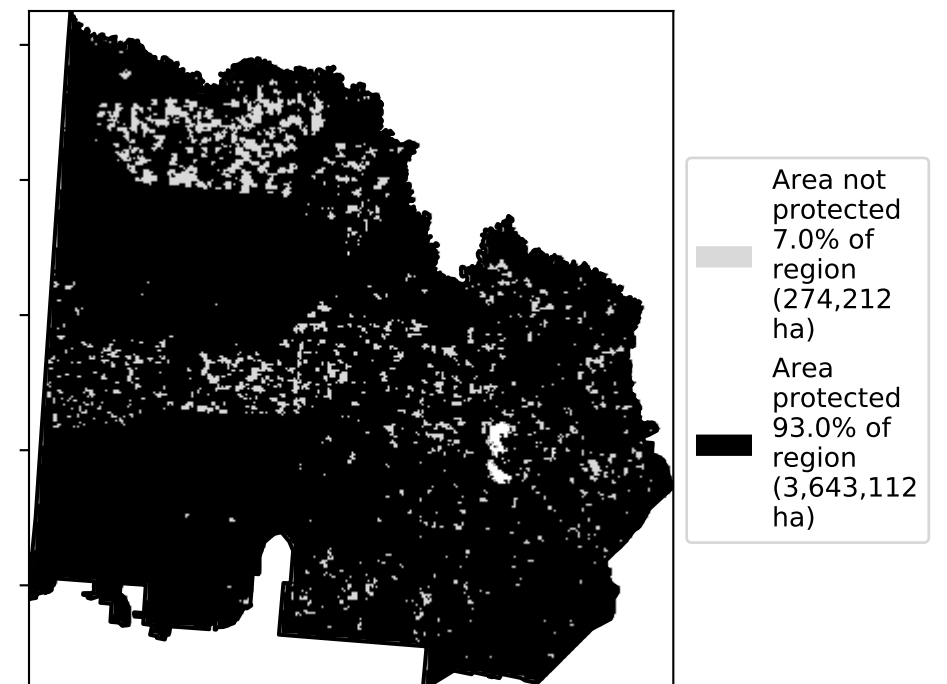 Area not
protected
7.0% of
region
(274,212
ha)
Area
protected
93.0% of
region
(3,643,112
ha)